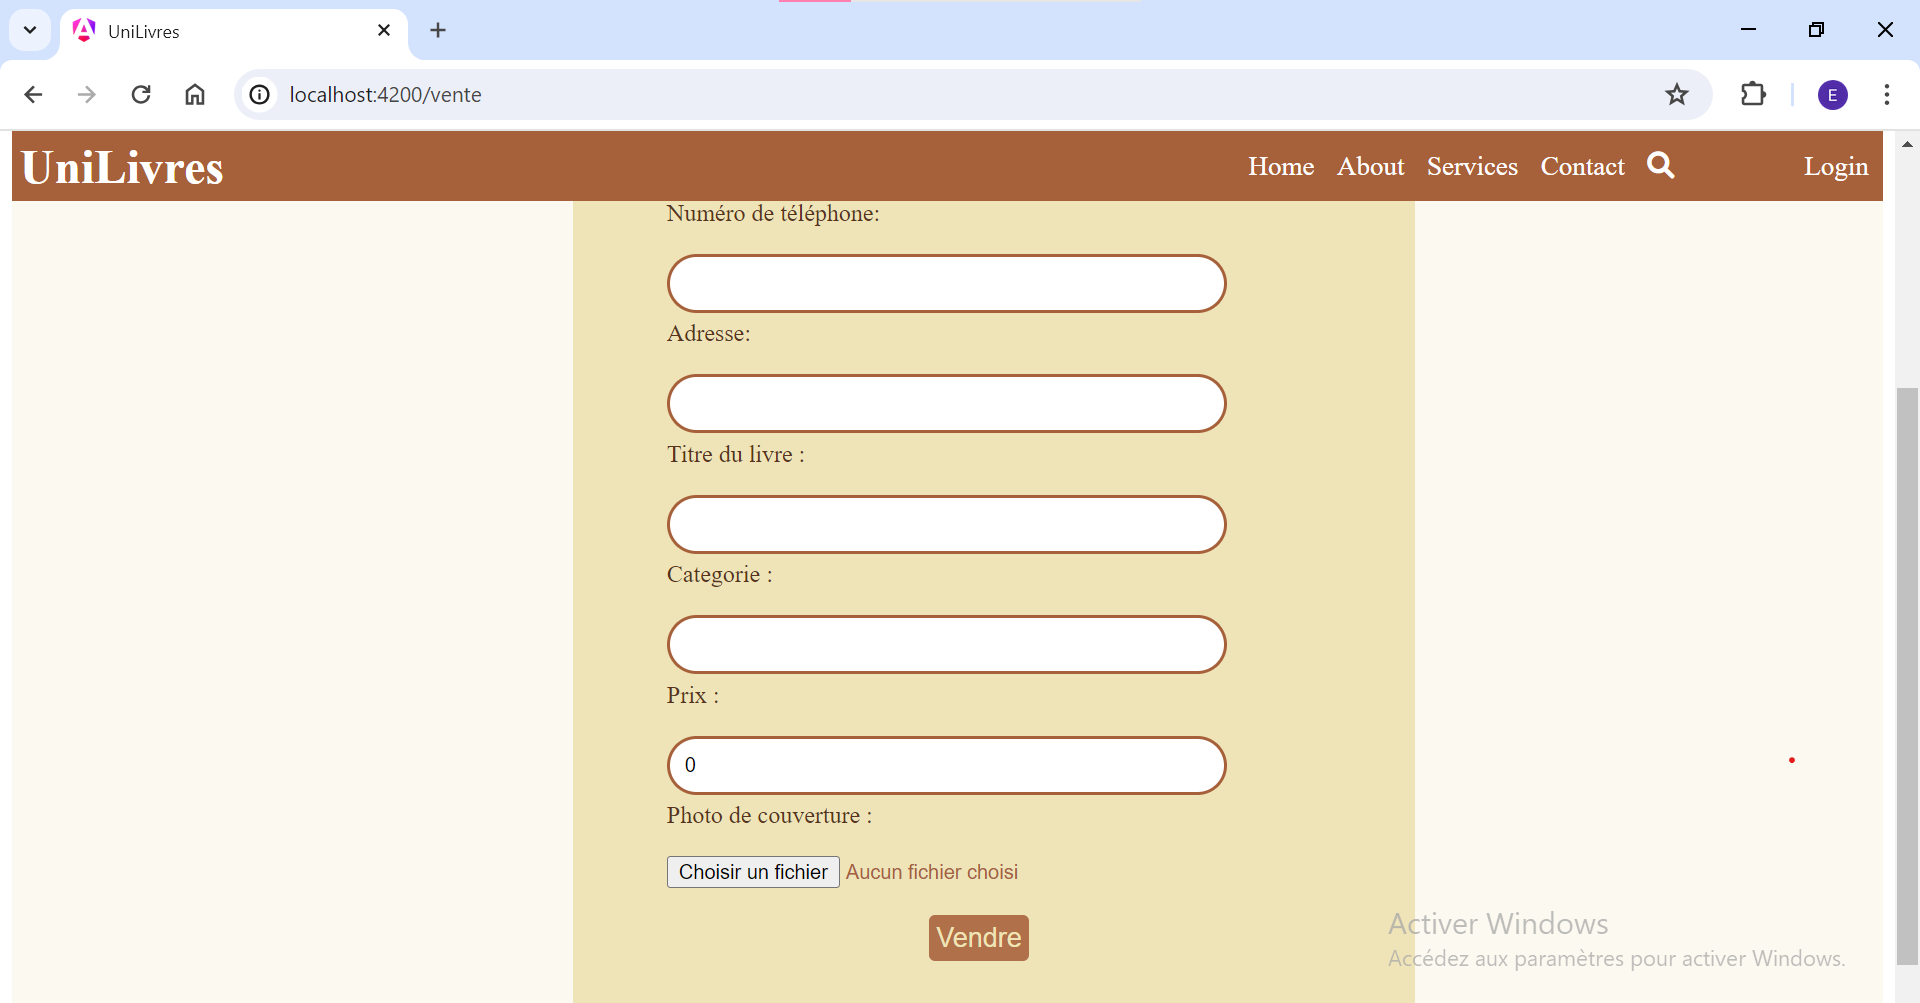 UniLivres
localhost:4200/vente
E
UniLivres
Home About Services Contact Login
Numéro de téléphone:
Adresse:
Titre du livre :
Categorie :
Prix :
0
Photo de couverture :
Choisir un fichier Aucun fichier choisi
Vendre
Activer Windows
Accédez aux paramètres pour activer Windows.